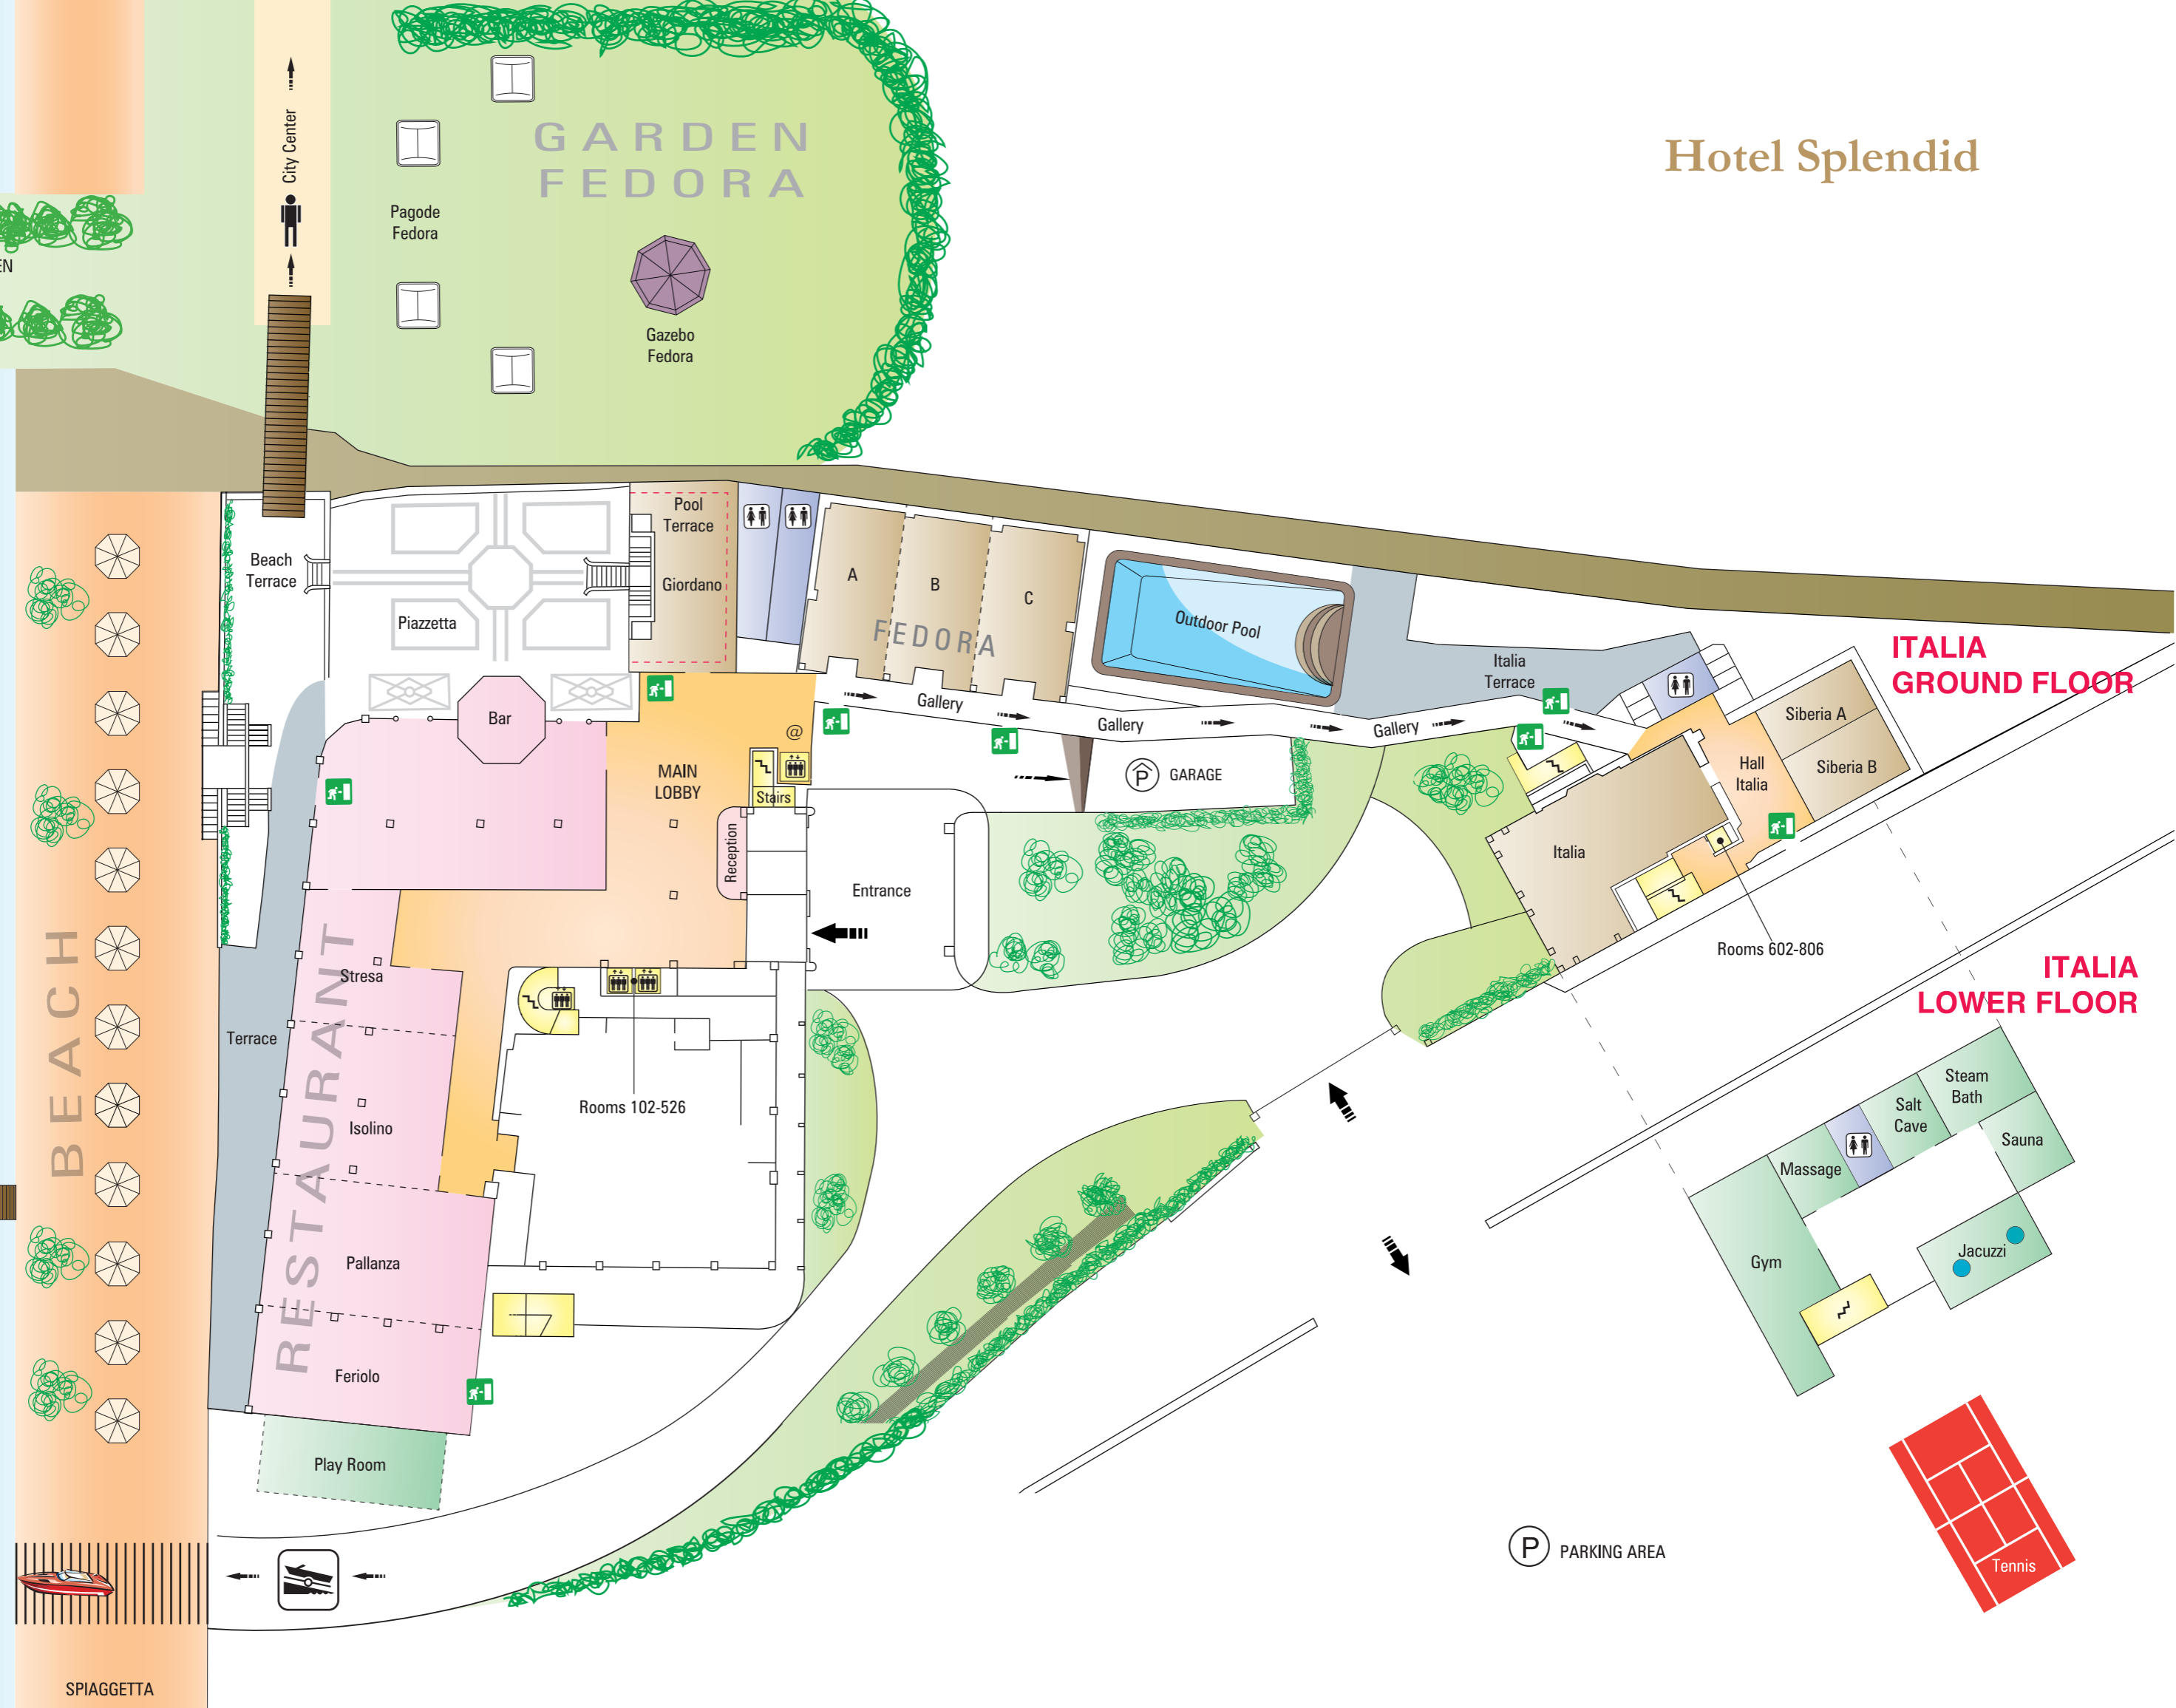 Hotel Splendid
City Center
GARDEN
FEDORA
Pagode
Fedora
Gazebo
Fedora
EN
Beach
Terrace
Piazzetta
Pool
Terrace
Giordano
A
B
C
FEDORA
Outdoor Pool
Italia
Terrace
ITALIA
GROUND FLOOR
Gallery
Gallery
Gallery
Bar
@
MAIN
LOBBY
Stairs
Reception
Entrance
P
GARAGE
Siberia A
Siberia B
Hall
Italia
Italia
Rooms 602-806
ITALIA
LOWER FLOOR
BEACH
Terrace
RESTAURANT
Stresa
Isolino
Pallanza
Feriolo
Rooms 102-526
Play Room
Steam
Bath
Salt
Cave
Sauna
Massage
Gym
Jacuzzi
Tennis
P
PARKING AREA
SPIAGGETTA